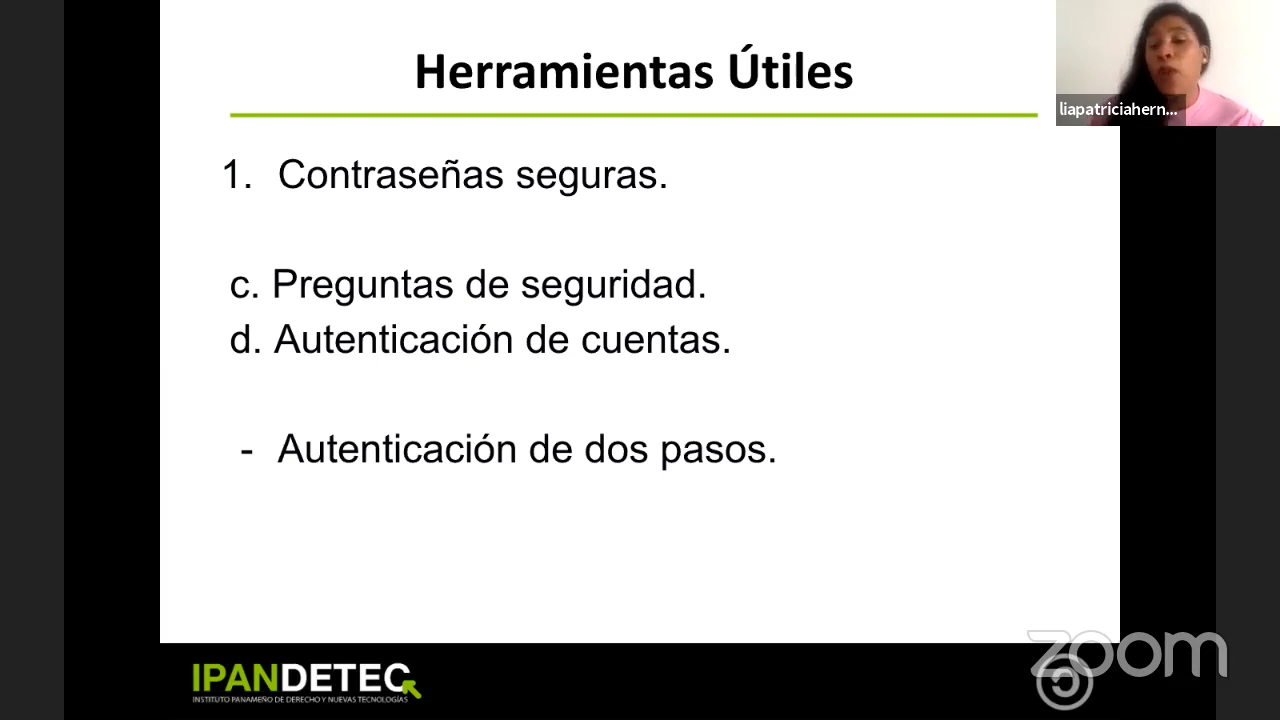 Herramientas Útiles
liapatriciahern...
1. Contraseñas seguras.
c. Preguntas de seguridad.
d. Autenticación de cuentas.
- Autenticación de dos pasos.
IPANDETEC
INSTITUTO PANAMEÑO DE DERECHO Y NUEVAS TECNOLOGÍAS
zoom